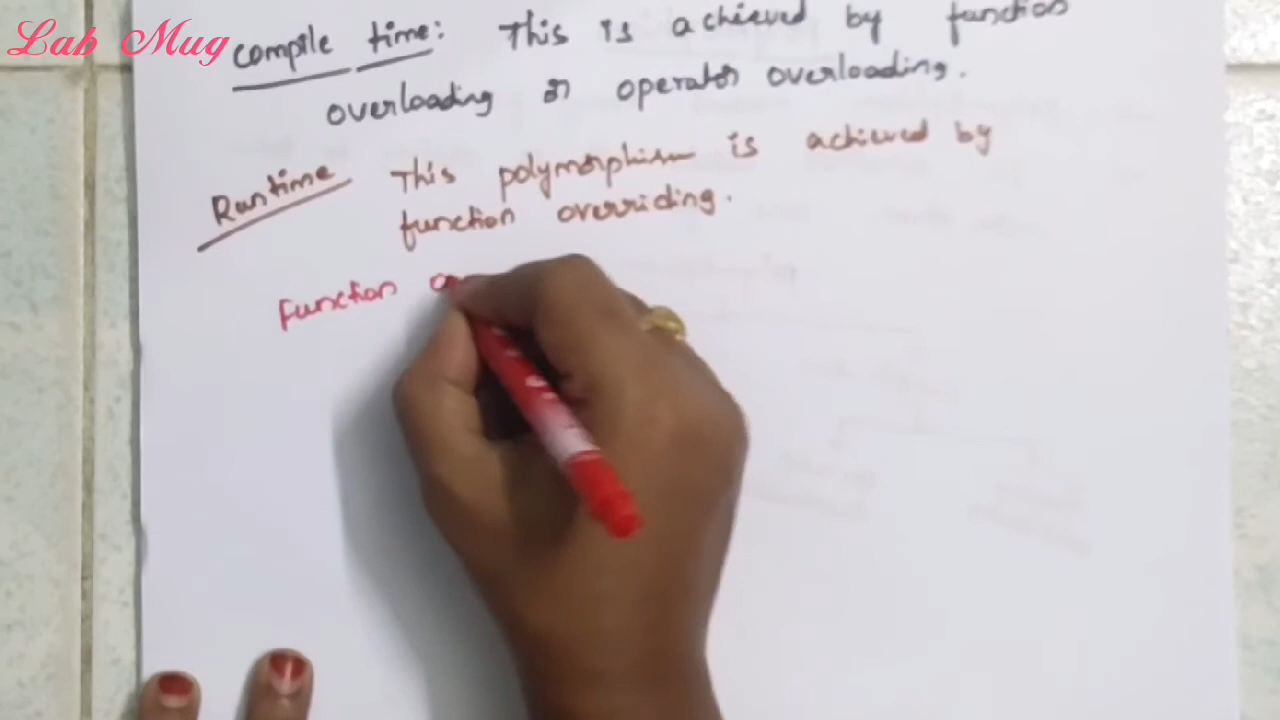 Lab Mug
compile time: This is achieved by function
overloading or operator overloading.
Runtime This polymorphism is achieved by
function overriding.
Function